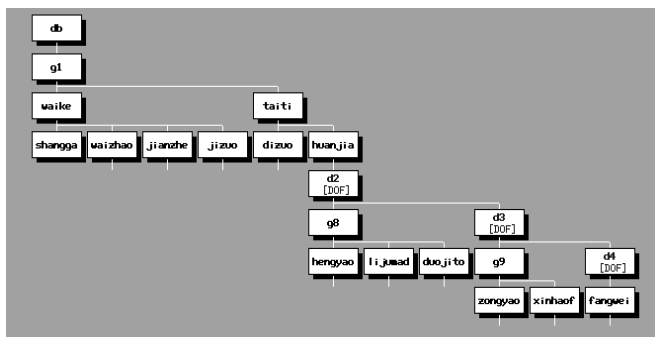 db
g1
waike taiti
shangga waizhao jianzhe jizuo dizuo huanjia
d2
[DOF]
g8 d3
[DOF]
hengyao lijumad duojito g9 d4
[DOF]
zongyao xinhaof fangwei